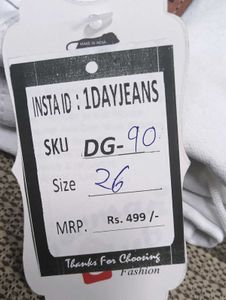 MADE IN INDIA
INSTA ID : 1DAYJEANS
SKU DG-90
Size 26
MRP. Rs. 499 /-
Thanks For Choosing
Fashion